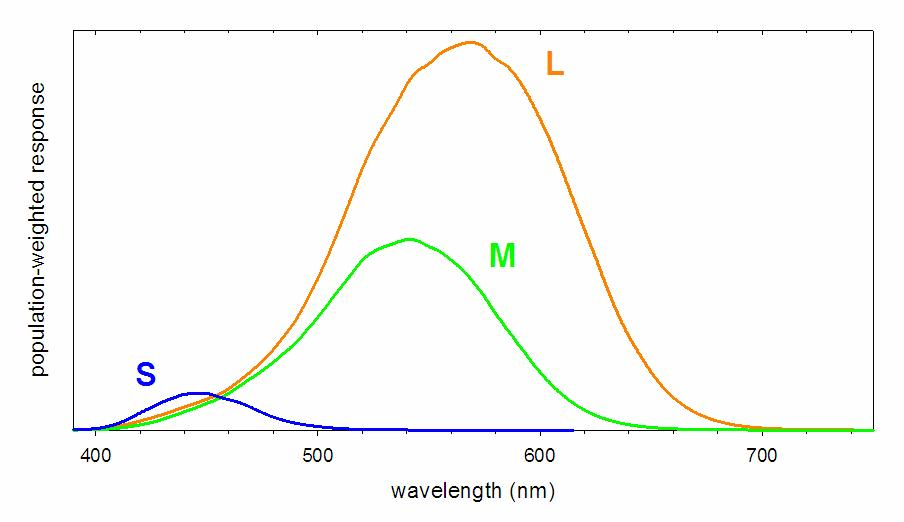 population-weighted response
L
M
S
400 500 600 700
wavelength (nm)